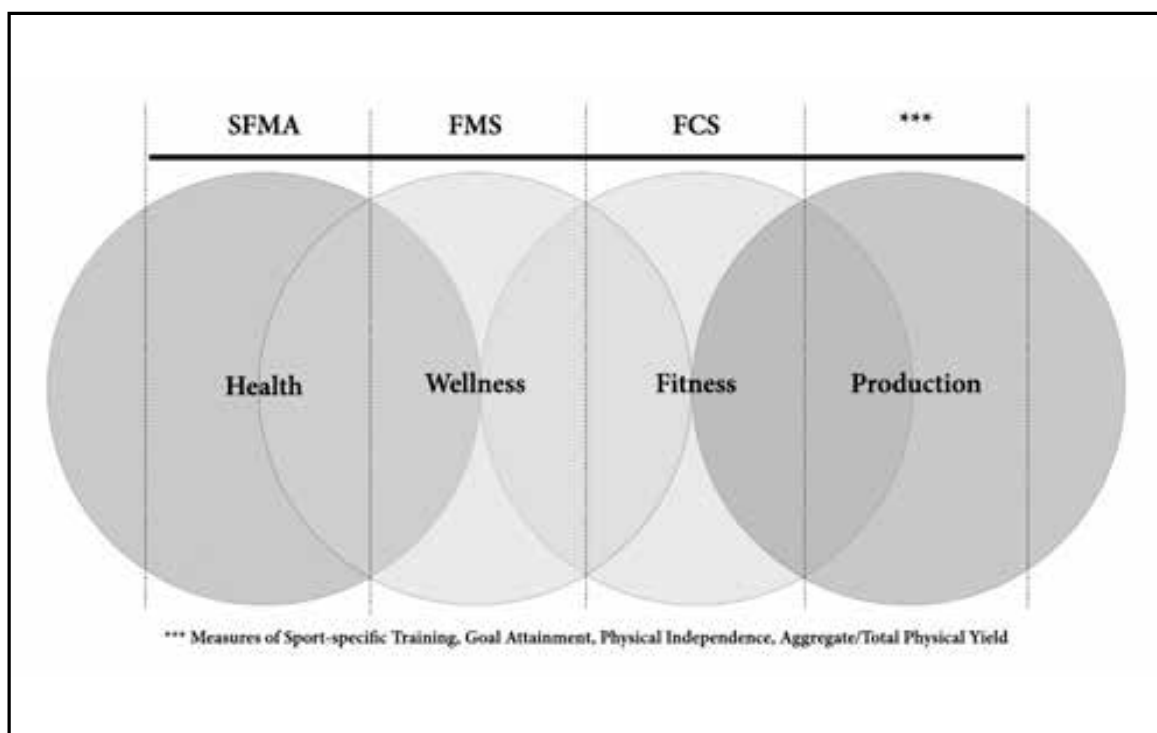 SFMA FMS FCS ***
Health Wellness Fitness Production
*** Measures of Sport-specific Training, Goal Attainment, Physical Independence, Aggregate/Total Physical Yield